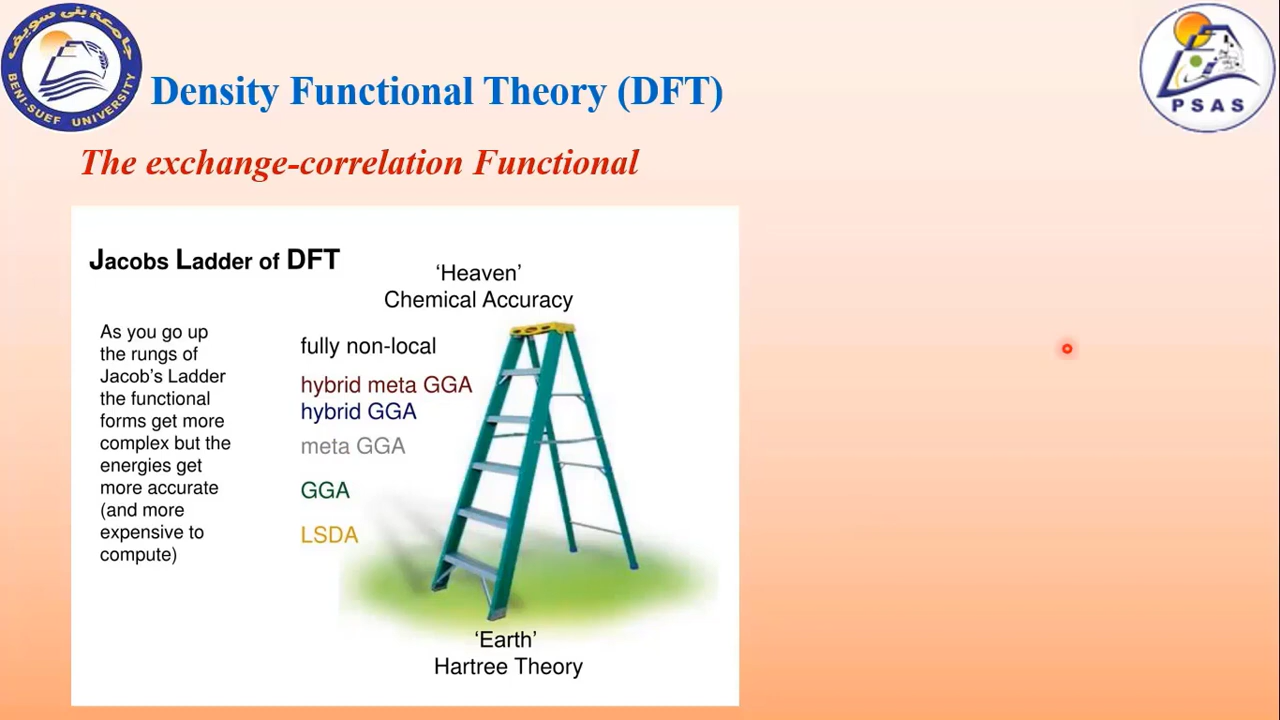 جامعة بنى سويف
BENI-SUEF UNIVERSITY
PSAS
Density Functional Theory (DFT)
The exchange-correlation Functional
Jacobs Ladder of DFT
‘Heaven’
Chemical Accuracy
As you go up
the rungs of
Jacob’s Ladder
the functional
forms get more
complex but the
energies get
more accurate
(and more
expensive to
compute)
fully non-local
hybrid meta GGA
hybrid GGA
meta GGA
GGA
LSDA
‘Earth’
Hartree Theory